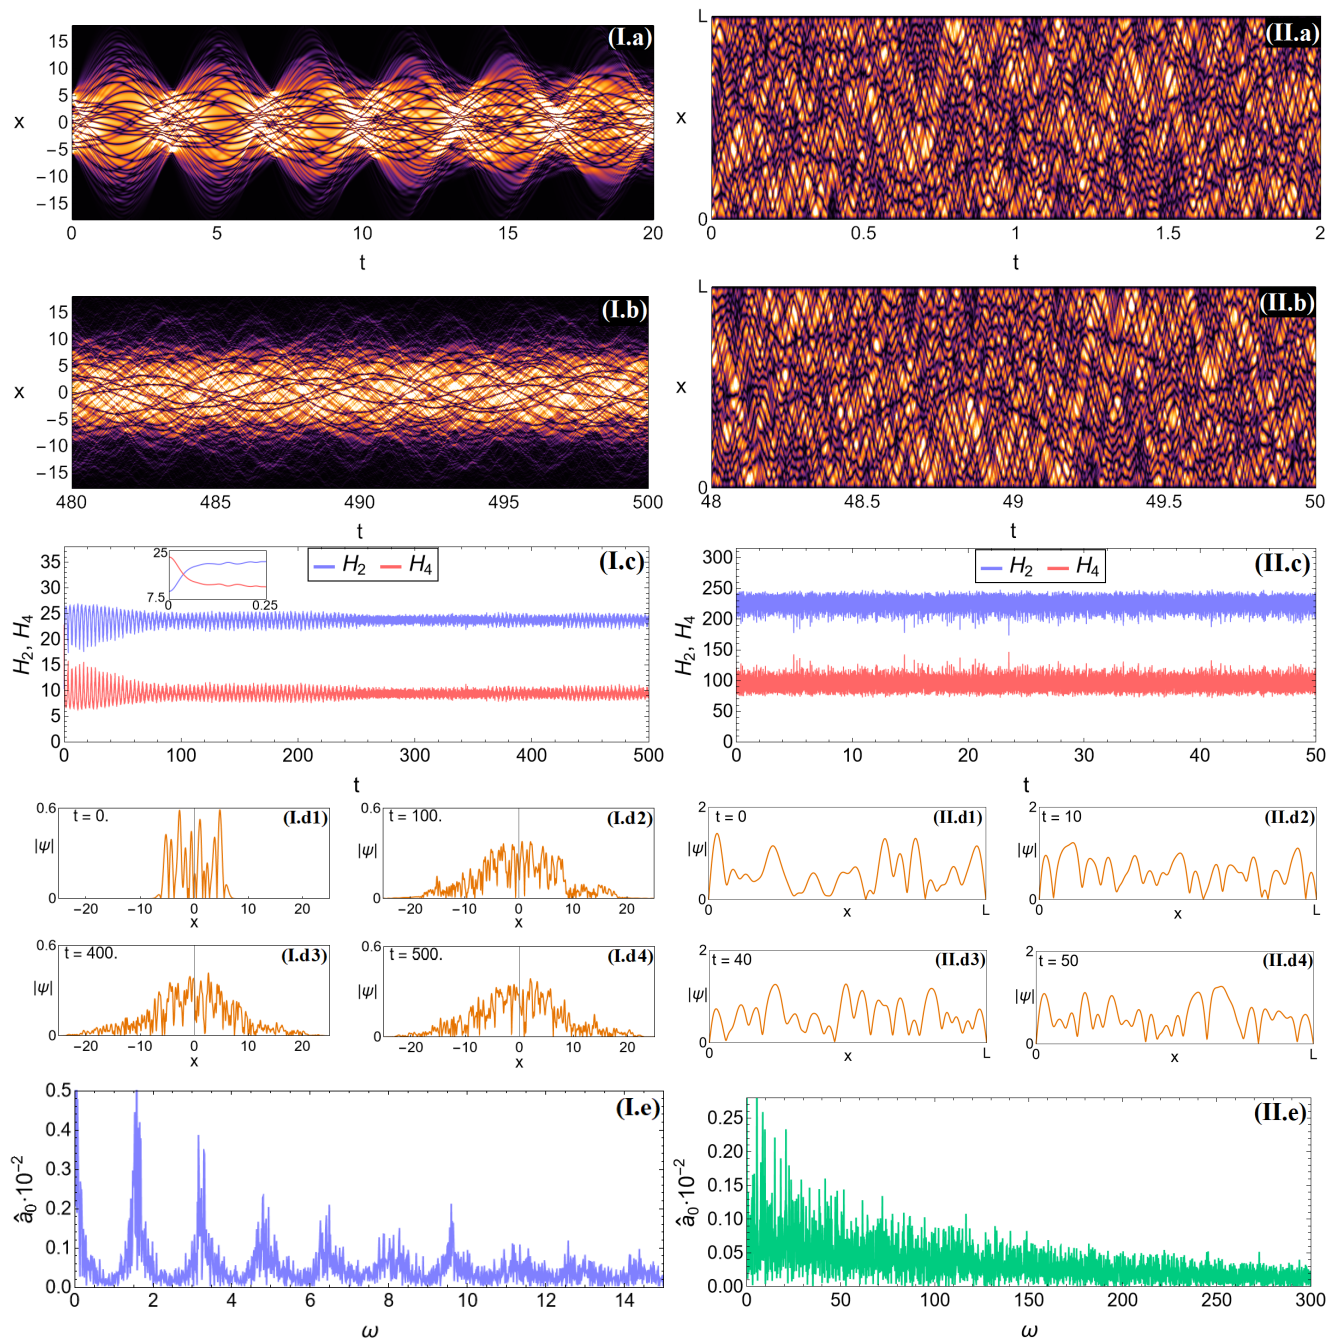 (I.a)
15
10
5
0
−5
−10
−15
x
0 5 10 15 20
t
(II.a)
L
x
0
0 0.5 1 1.5 2
t
(I.b)
15
10
5
0
−5
−10
−15
x
480 485 490 495 500
t
(II.b)
L
x
0
48 48.5 49 49.5 50
t
(I.c)
H2 H4
25
7.5
0 0.25
35
30
25
20
15
10
5
0
H2, H4
0 100 200 300 400 500
t
(II.c)
H2 H4
300
250
200
150
100
50
0
H2, H4
0 10 20 30 40 50
t
0.6
t = 0. (I.d1)
|ψ|
0
−20 −10 0 10 20
x
0.6
t = 100. (I.d2)
|ψ|
0
−20 −10 0 10 20
x
2
t = 0 (II.d1)
|ψ|
0
0 x L
2
t = 10 (II.d2)
|ψ|
0
0 x L
0.6
t = 400. (I.d3)
|ψ|
0
−20 −10 0 10 20
x
0.6
t = 500. (I.d4)
|ψ|
0
−20 −10 0 10 20
x
2
t = 40 (II.d3)
|ψ|
0
0 x L
2
t = 50 (II.d4)
|ψ|
0
0 x L
(I.e)
0.5
0.4
0.3
0.2
0.1
0.0
â0·10−2
0 2 4 6 8 10 12 14
ω
(II.e)
0.25
0.20
0.15
0.10
0.05
0.00
â0·10−2
0 50 100 150 200 250 300
ω